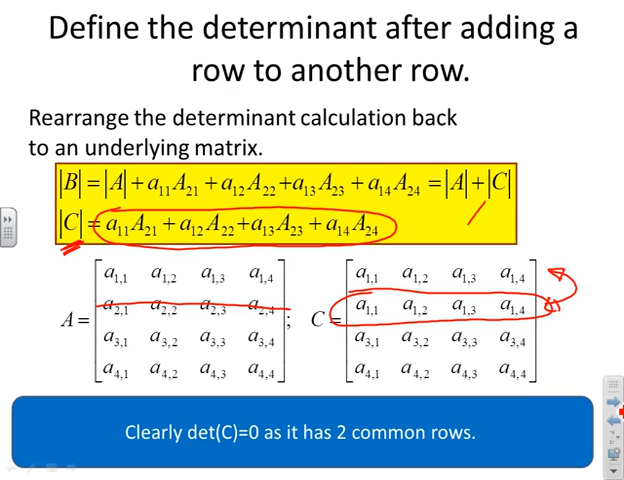 Define the determinant after adding a
row to another row.
Rearrange the determinant calculation back
to an underlying matrix.
|B| = |A| + a₁₁A₂₁ + a₁₂A₂₂ + a₁₃A₂₃ + a₁₄A₂₄ = |A| + |C|
|C| = a₁₁A₂₁ + a₁₂A₂₂ + a₁₃A₂₃ + a₁₄A₂₄
a₁,₁ a₁,₂ a₁,₃ a₁,₄ a₁,₁ a₁,₂ a₁,₃ a₁,₄
A = a₂,₁ a₂,₂ a₂,₃ a₂,₄ ; C = a₁,₁ a₁,₂ a₁,₃ a₁,₄
a₃,₁ a₃,₂ a₃,₃ a₃,₄ a₃,₁ a₃,₂ a₃,₃ a₃,₄
a₄,₁ a₄,₂ a₄,₃ a₄,₄ a₄,₁ a₄,₂ a₄,₃ a₄,₄
Clearly det(C)=0 as it has 2 common rows.